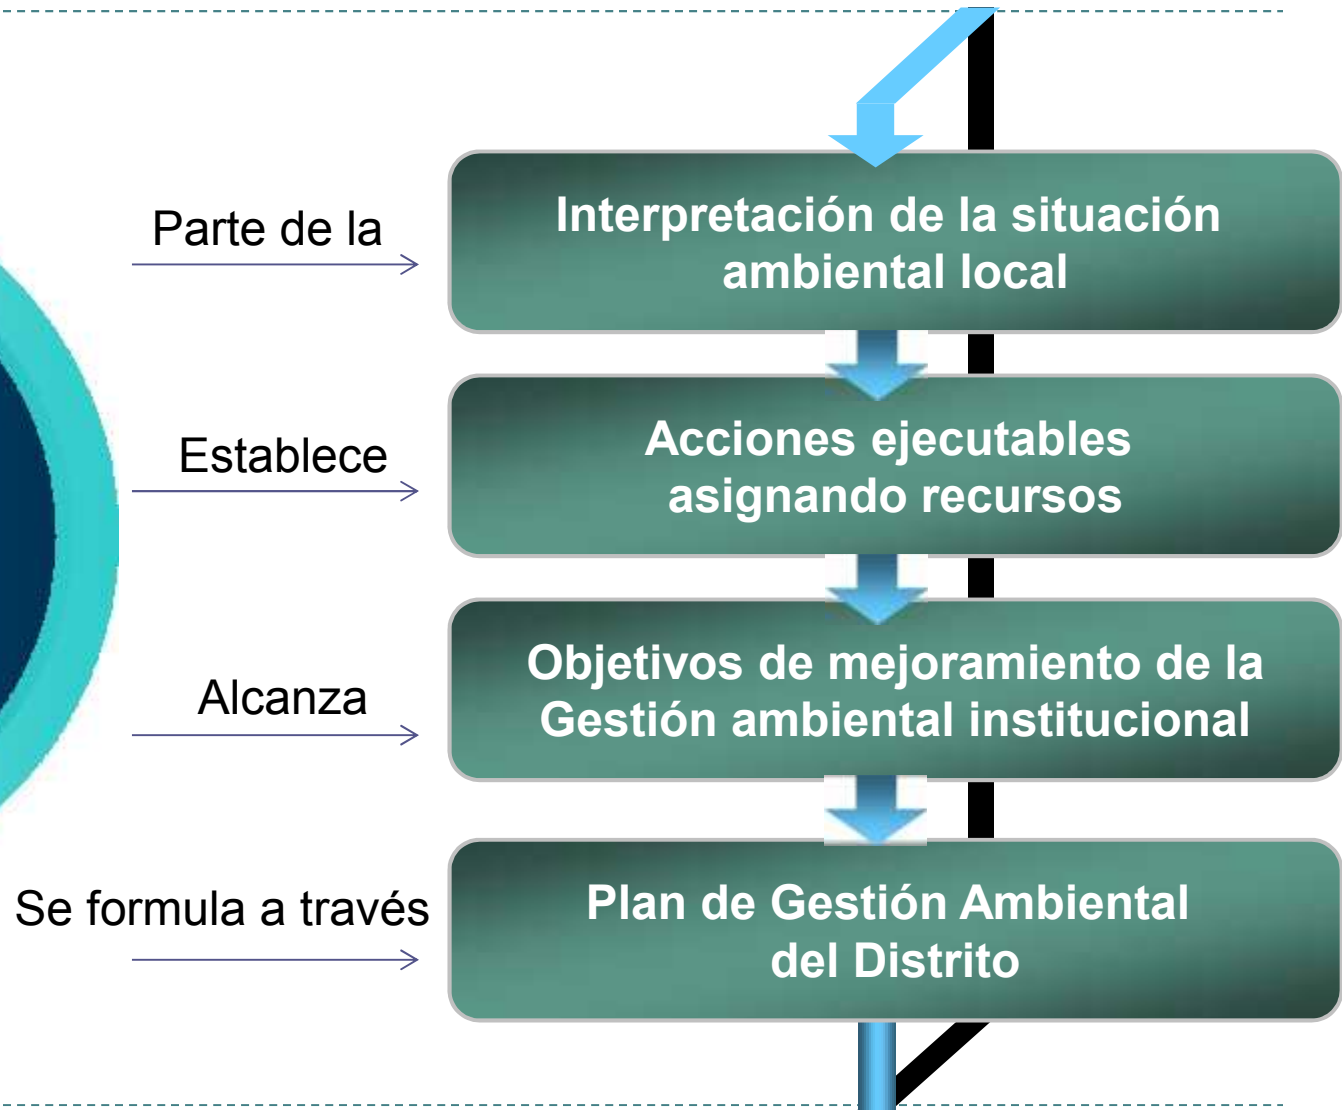 Parte de la
Interpretación de la situación
ambiental local
Establece
Acciones ejecutables
asignando recursos
Alcanza
Objetivos de mejoramiento de la
Gestión ambiental institucional
Se formula a través
Plan de Gestión Ambiental
del Distrito